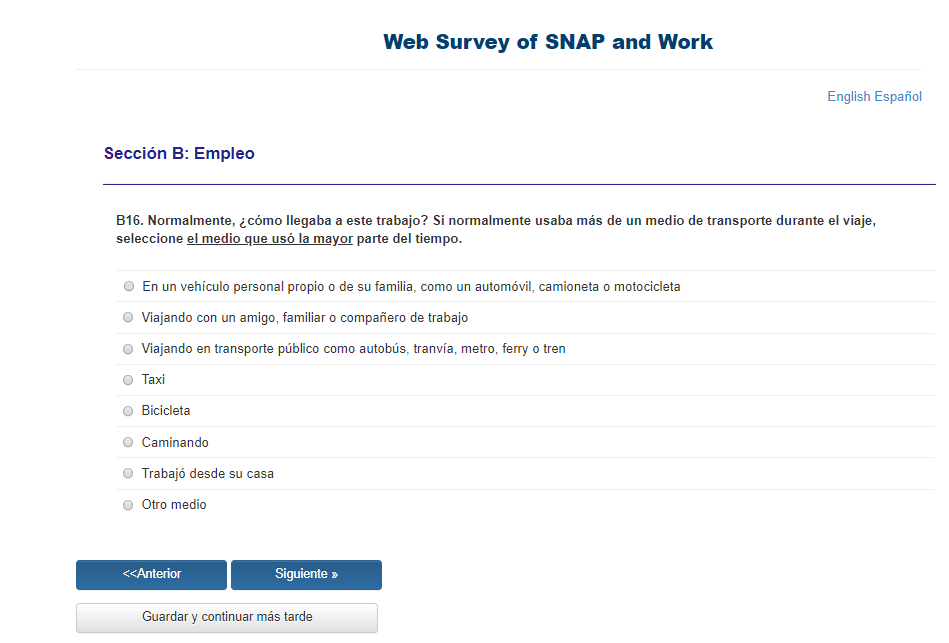 Web Survey of SNAP and Work
English Español
Sección B: Empleo
B16. Normalmente, ¿cómo llegaba a este trabajo? Si normalmente usaba más de un medio de transporte durante el viaje,
seleccione el medio que usó la mayor parte del tiempo.
En un vehículo personal propio o de su familia, como un automóvil, camioneta o motocicleta
Viajando con un amigo, familiar o compañero de trabajo
Viajando en transporte público como autobús, tranvía, metro, ferry o tren
Taxi
Bicicleta
Caminando
Trabajó desde su casa
Otro medio
<<Anterior Siguiente »
Guardar y continuar más tarde